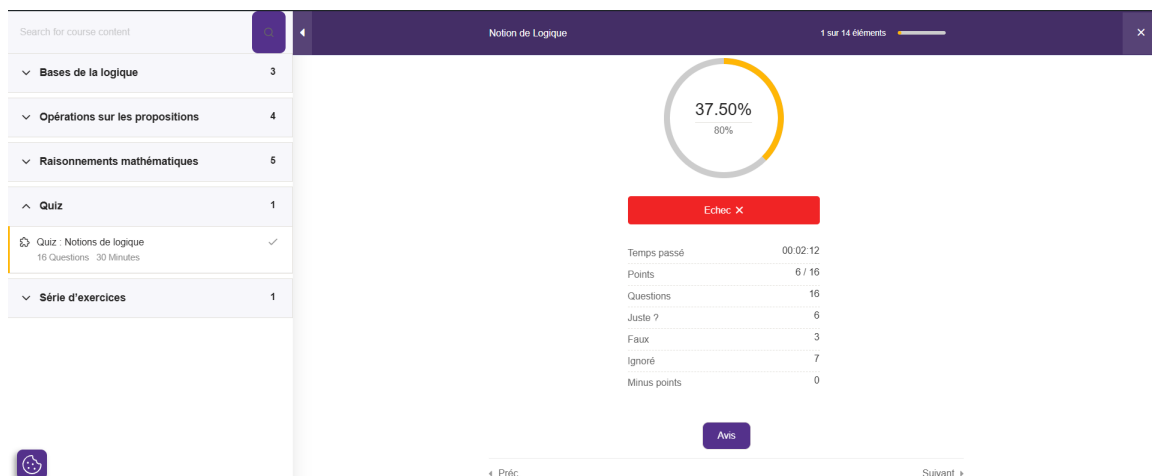 Search for course content
Notion de Logique
1 sur 14 éléments
Bases de la logique 3
Opérations sur les propositions 4
Raisonnements mathématiques 5
Quiz 1
Quiz : Notions de logique
16 Questions 30 Minutes
Série d'exercices 1
37.50%
80%
Echec ×
Temps passé 00:02:12
Points 6 / 16
Questions 16
Juste ? 6
Faux 3
Ignoré 7
Minus points 0
Avis
Préc
Suivant